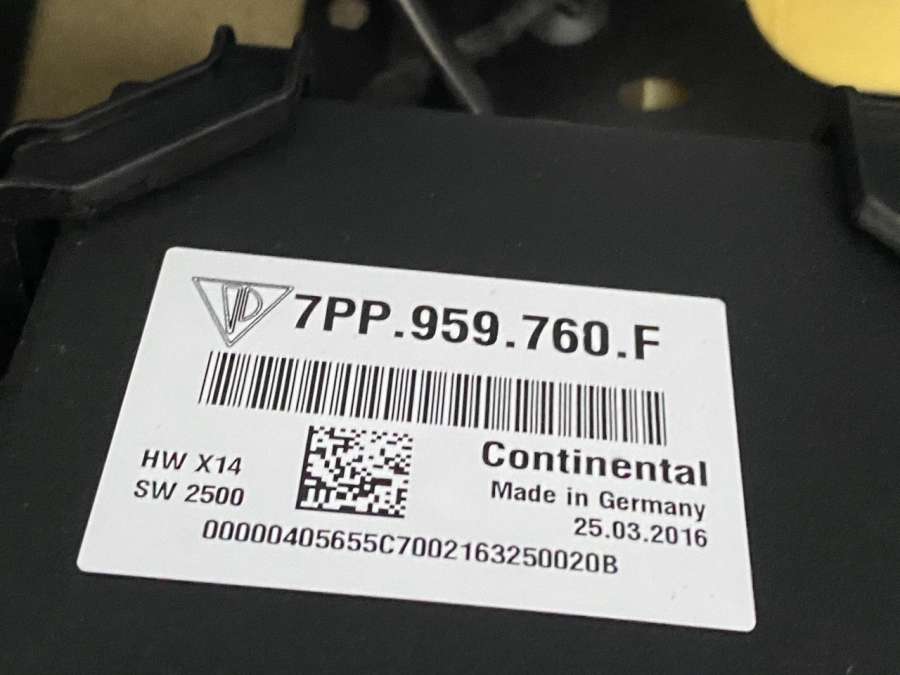 7PP.959.760.F
Continental
Made in Germany
25.03.2016
HW X14
SW 2500
00000405655C7002163250020B